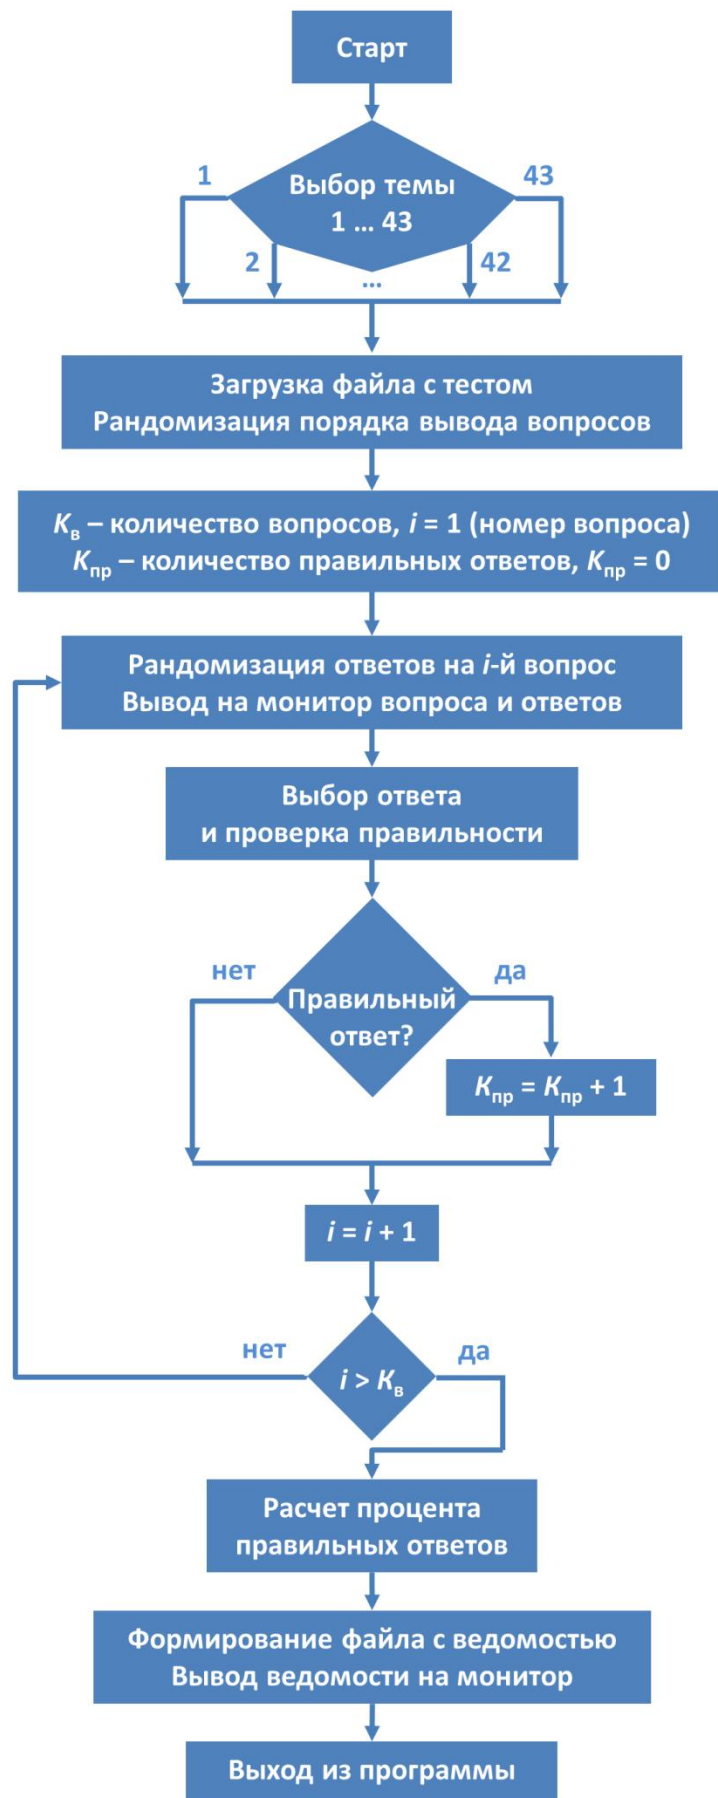 Старт
1
Выбор темы
43
1 ... 43
2
...
42
Загрузка файла с тестом
Рандомизация порядка вывода вопросов
Kв – количество вопросов, i = 1 (номер вопроса)
Kпр – количество правильных ответов, Kпр = 0
Рандомизация ответов на i-й вопрос
Вывод на монитор вопроса и ответов
Выбор ответа
и проверка правильности
нет
да
Правильный
ответ?
Kпр = Kпр + 1
i = i + 1
нет
да
i > Kв
Расчет процента
правильных ответов
Формирование файла с ведомостью
Вывод ведомости на монитор
Выход из программы